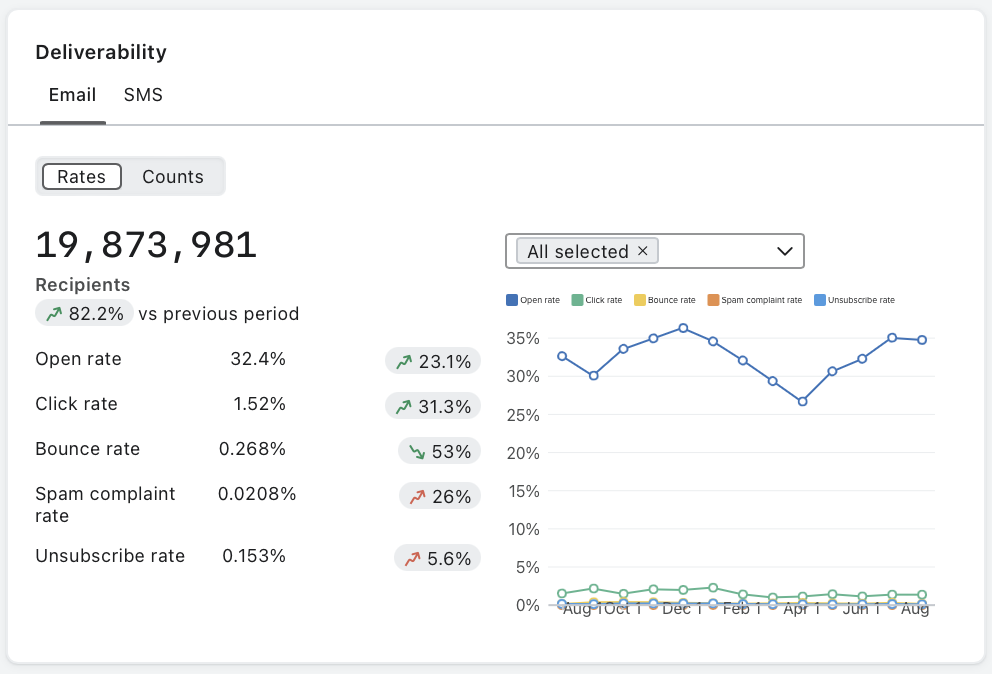 Deliverability
Email SMS
Rates Counts
19,873,981
Recipients
82.2% vs previous period
Open rate 32.4% 23.1%
Click rate 1.52% 31.3%
Bounce rate 0.268% 53%
Spam complaint rate 0.0208% 26%
Unsubscribe rate 0.153% 5.6%
All selected ×
Open rate Click rate Bounce rate Spam complaint rate Unsubscribe rate
35%
30%
25%
20%
15%
10%
5%
0%
Aug 1 Oct 1 Dec 1 Feb 1 Apr 1 Jun 1 Aug